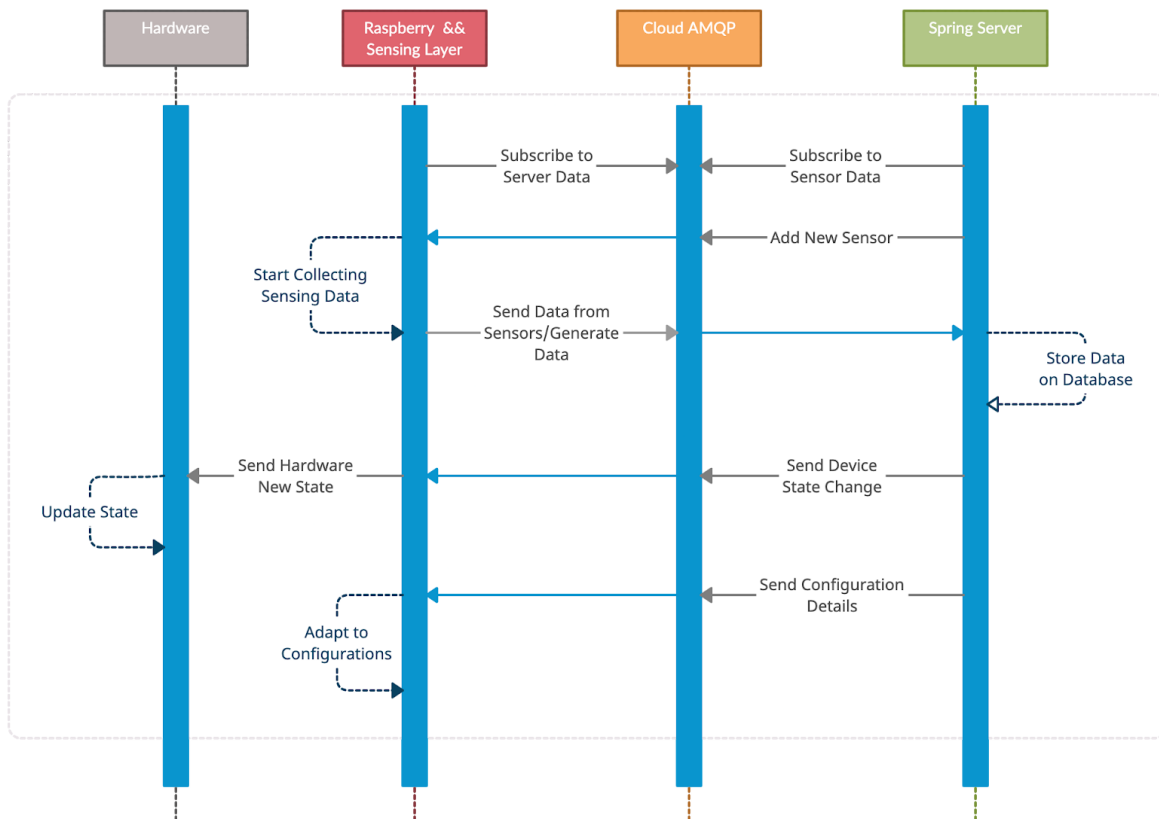 Hardware
Raspberry && 
Sensing Layer
Cloud AMQP
Spring Server
Subscribe to
Server Data
Subscribe to
Sensor Data
Add New Sensor
Start Collecting
Sensing Data
Send Data from
Sensors/Generate
Data
Store Data
on Database
Send Hardware
New State
Send Device
State Change
Update State
Send Configuration
Details
Adapt to
Configurations